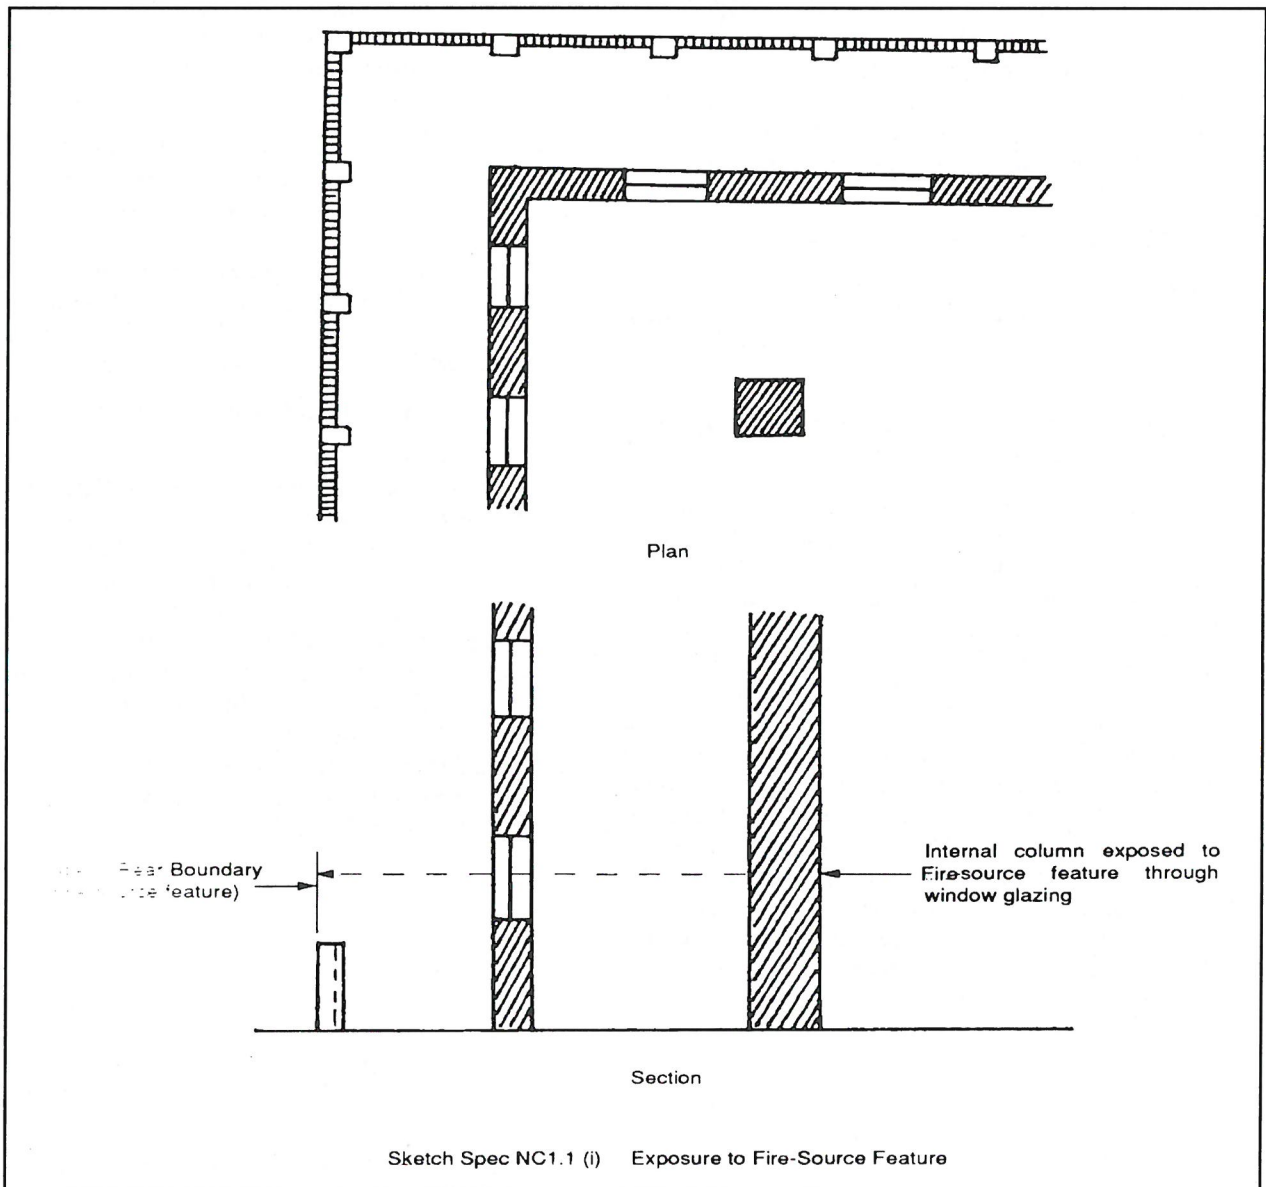 Plan
Boundary
feature)
Internal column exposed to
Fire-source feature through
window glazing
Section
Sketch Spec NC1.1 (i) Exposure to Fire-Source Feature